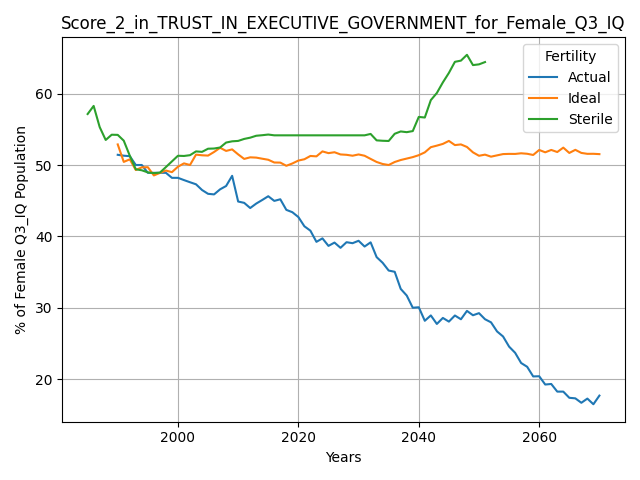 Score_2_in_TRUST_IN_EXECUTIVE_GOVERNMENT_for_Female_Q3_IQ
Fertility
Actual
Ideal
Sterile
% of Female Q3_IQ Population
60
50
40
30
20
2000
2020
2040
2060
Years